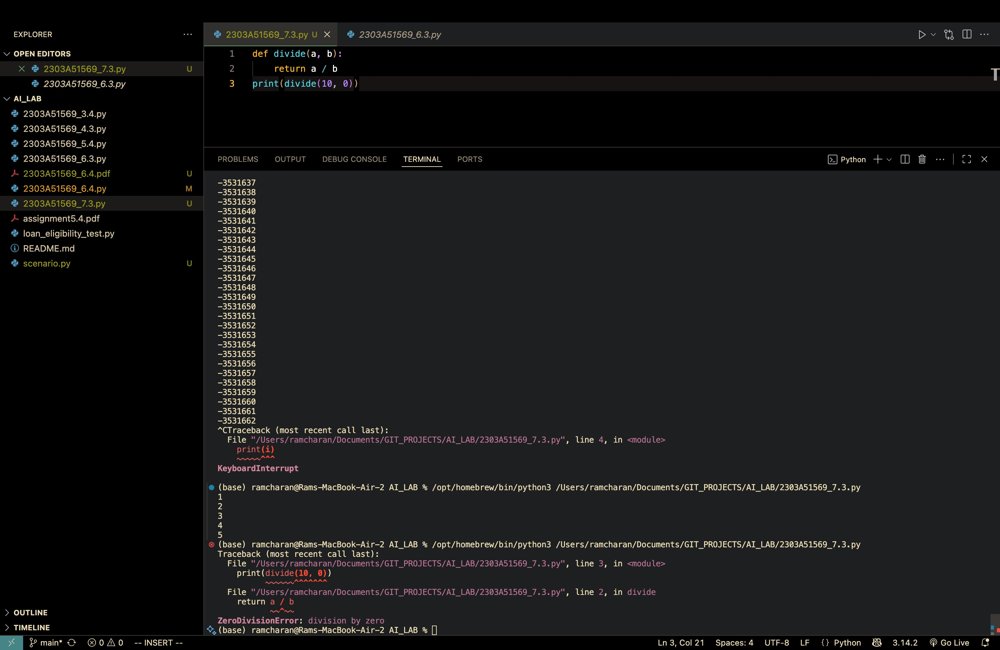 EXPLORER
OPEN EDITORS
2303A51569_7.3.py U
2303A51569_6.3.py
AI_LAB
2303A51569_3.4.py
2303A51569_4.3.py
2303A51569_5.4.py
2303A51569_6.3.py
2303A51569_6.4.pdf U
2303A51569_6.4.py M
2303A51569_7.3.py U
assignment5.4.pdf
loan_eligibility_test.py
README.md
scenario.py U
OUTLINE
TIMELINE
2303A51569_7.3.py U 2303A51569_6.3.py
1 def divide(a, b):
2 return a / b
3 print(divide(10, 0))
PROBLEMS OUTPUT DEBUG CONSOLE TERMINAL PORTS Python
-3531637
-3531638
-3531639
-3531640
-3531641
-3531642
-3531643
-3531644
-3531645
-3531646
-3531647
-3531648
-3531649
-3531650
-3531651
-3531652
-3531653
-3531654
-3531655
-3531656
-3531657
-3531658
-3531659
-3531660
-3531661
-3531662
^CTraceback (most recent call last):
File "/Users/ramcharan/Documents/GIT_PROJECTS/AI_LAB/2303A51569_7.3.py", line 4, in <module>
print(i)
~~~~~^^^
KeyboardInterrupt
(base) ramcharan@Rams-MacBook-Air-2 AI_LAB % /opt/homebrew/bin/python3 /Users/ramcharan/Documents/GIT_PROJECTS/AI_LAB/2303A51569_7.3.py
1
2
3
4
5
(base) ramcharan@Rams-MacBook-Air-2 AI_LAB % /opt/homebrew/bin/python3 /Users/ramcharan/Documents/GIT_PROJECTS/AI_LAB/2303A51569_7.3.py
Traceback (most recent call last):
File "/Users/ramcharan/Documents/GIT_PROJECTS/AI_LAB/2303A51569_7.3.py", line 3, in <module>
print(divide(10, 0))
~~~~~~^^^^^^^
File "/Users/ramcharan/Documents/GIT_PROJECTS/AI_LAB/2303A51569_7.3.py", line 2, in divide
return a / b
~~^~~
ZeroDivisionError: division by zero
(base) ramcharan@Rams-MacBook-Air-2 AI_LAB %
main* 0 0 -- INSERT -- Ln 3, Col 21 Spaces: 4 UTF-8 LF {} Python 3.14.2 Go Live